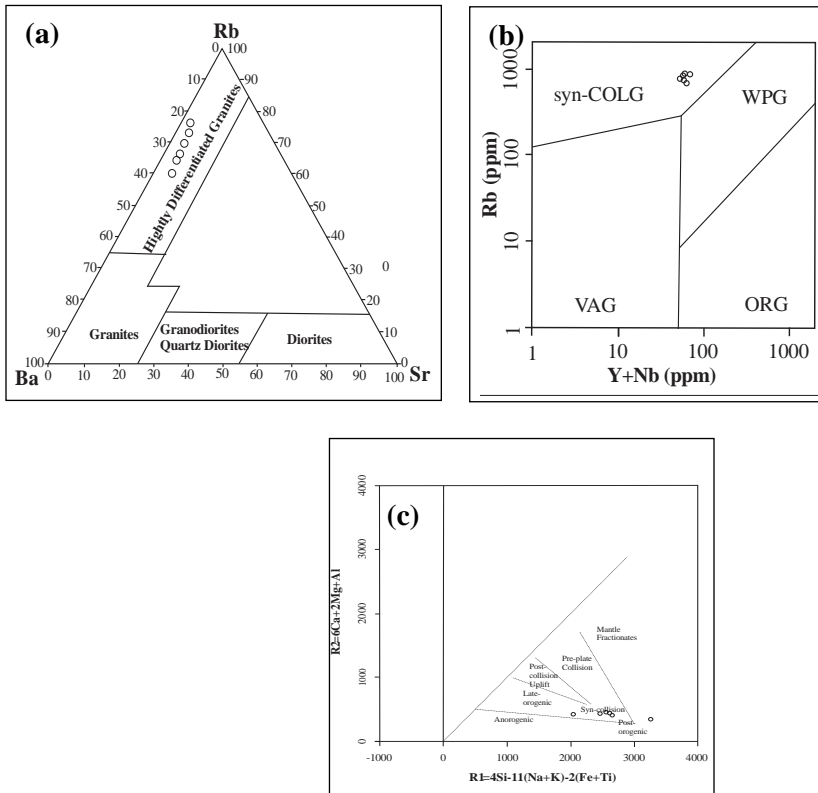 (a)
Rb
0 100
10 90
20 80
30 70
40 60
50 50
60 40
70 30 0
80 20
90 10
100 0
Hightly Differentiated Granites
Granites
Granodiorites
Quartz Diorites
Diorites
Ba 0 10 20 30 40 50 60 70 80 90 100 Sr
(b)
1000
100
10
1
Rb (ppm)
syn-COLG
WPG
VAG
ORG
1 10 100 1000
Y+Nb (ppm)
(c)
4000
3000
2000
1000
0
R2=6Ca+2Mg+Al
Mantle
Fractionates
Pre-plate
Collision
Post-
collision
Uplift
Late-
orogenic
Syn-collision
Anorogenic
Post-
orogenic
-1000 0 1000 2000 3000 4000
R1=4Si-11(Na+K)-2(Fe+Ti)